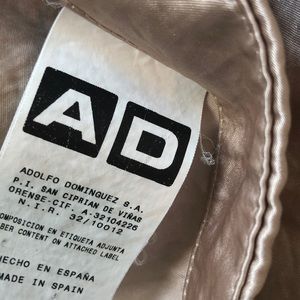 AD
ADOLFO DOMINGUEZ S.A.
P.I. SAN CIPRIAN DE VIÑAS
ORENSE-CIF. A-32104226
N.I.R. 32/10012
COMPOSICION EN ETIQUETA ADJUNTA
BER CONTENT ON ATTACHED LABEL
HECHO EN ESPAÑA
MADE IN SPAIN